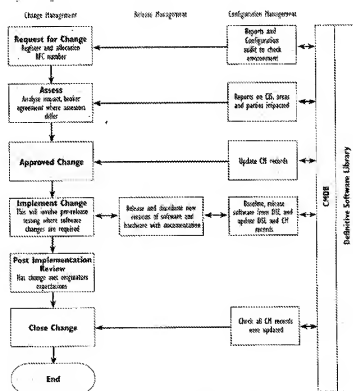 Change Management
Release Management
Configuration Management
Request for Change
Register and allocation
RFC number
Reports and
Configuration
audit to check
environment
Assess
Analyse impact, broker
agreement where assessors
differ
Reports on CIS, areas
and parties impacted
Approved Change
Update CM records
Implement Change
This will involve pre-release
testing where software
changes are required
Release and distribute new
versions of software and
hardware with documentation
Baseline, release
software from DSL and
update DSL and CM
records
Post Implementation
Review
Has change met originators
expectations
Close Change
Check all CM records
were updated
End
CMDB
Definitive Software Library